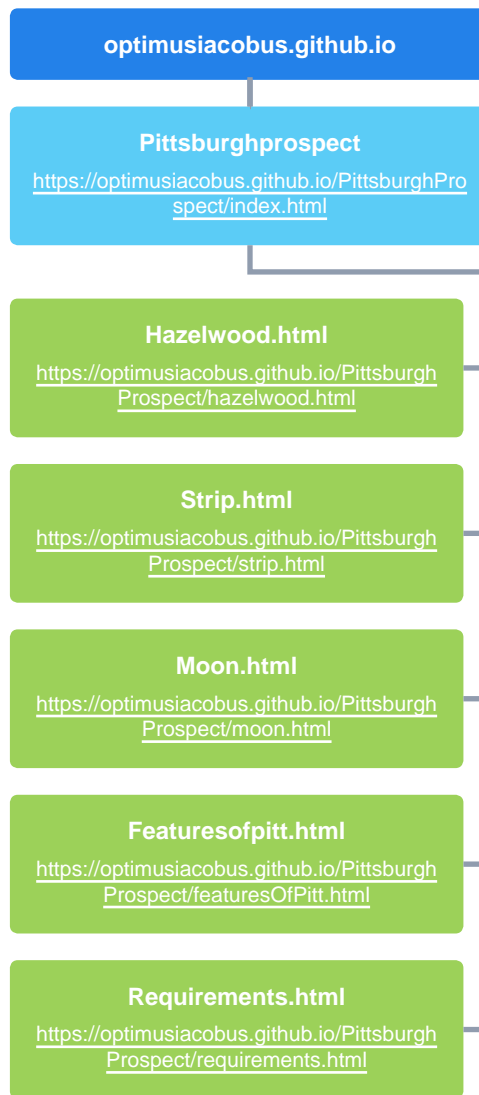 optimusiacobus.github.io
Pittsburghprospect
https://optimusiacobus.github.io/PittsburghPro
spect/index.html
Hazelwood.html
https://optimusiacobus.github.io/Pittsburgh
Prospect/hazelwood.html
Strip.html
https://optimusiacobus.github.io/Pittsburgh
Prospect/strip.html
Moon.html
https://optimusiacobus.github.io/Pittsburgh
Prospect/moon.html
Featuresofpitt.html
https://optimusiacobus.github.io/Pittsburgh
Prospect/featuresOfPitt.html
Requirements.html
https://optimusiacobus.github.io/Pittsburgh
Prospect/requirements.html